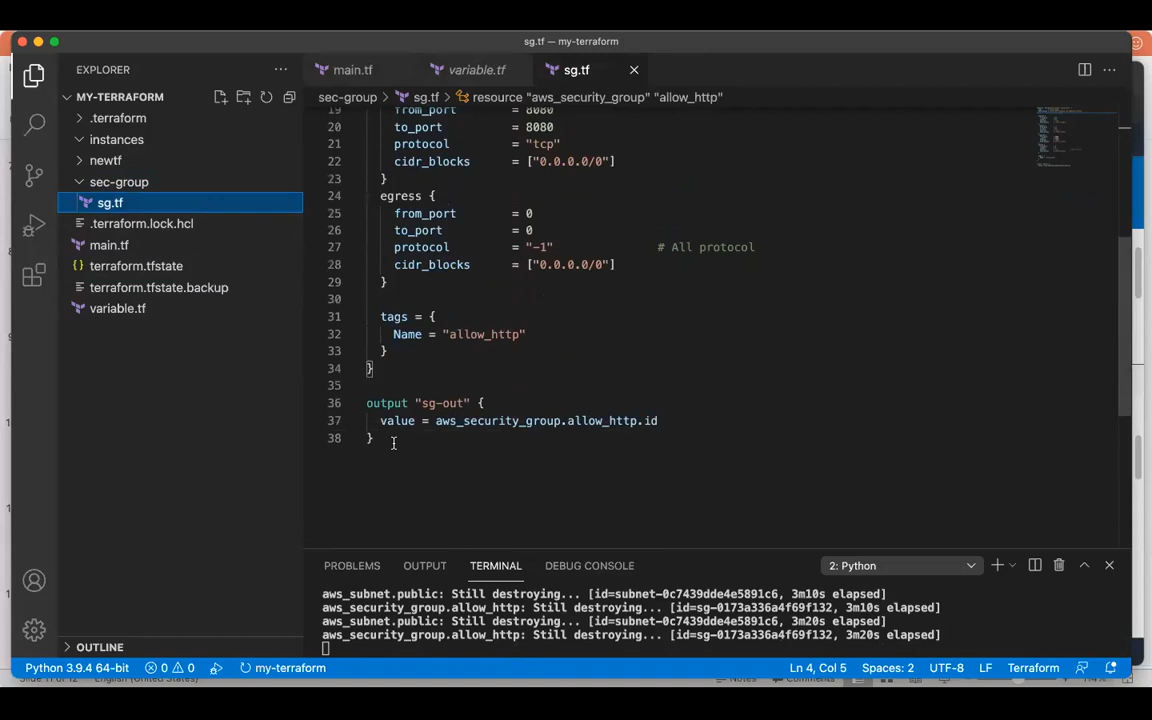 sg.tf — my-terraform
EXPLORER
main.tf
variable.tf
sg.tf
MY-TERRAFORM
sec-group > sg.tf > resource "aws_security_group" "allow_http"
.terraform
instances
newtf
sec-group
sg.tf
.terraform.lock.hcl
main.tf
terraform.tfstate
terraform.tfstate.backup
variable.tf
19 from_port = 8080
20 to_port = 8080
21 protocol = "tcp"
22 cidr_blocks = ["0.0.0.0/0"]
23 }
24 egress {
25 from_port = 0
26 to_port = 0
27 protocol = "-1" # All protocol
28 cidr_blocks = ["0.0.0.0/0"]
29 }
30
31 tags = {
32 Name = "allow_http"
33 }
34 }
35
36 output "sg-out" {
37 value = aws_security_group.allow_http.id
38 }
PROBLEMS OUTPUT TERMINAL DEBUG CONSOLE 2: Python
aws_subnet.public: Still destroying... [id=subnet-0c7439dde4e5891c6, 3m10s elapsed]
aws_security_group.allow_http: Still destroying... [id=sg-0173a336a4f69f132, 3m10s elapsed]
aws_subnet.public: Still destroying... [id=subnet-0c7439dde4e5891c6, 3m20s elapsed]
aws_security_group.allow_http: Still destroying... [id=sg-0173a336a4f69f132, 3m20s elapsed]
OUTLINE
Python 3.9.4 64-bit 0 0 my-terraform Ln 4, Col 5 Spaces: 2 UTF-8 LF Terraform